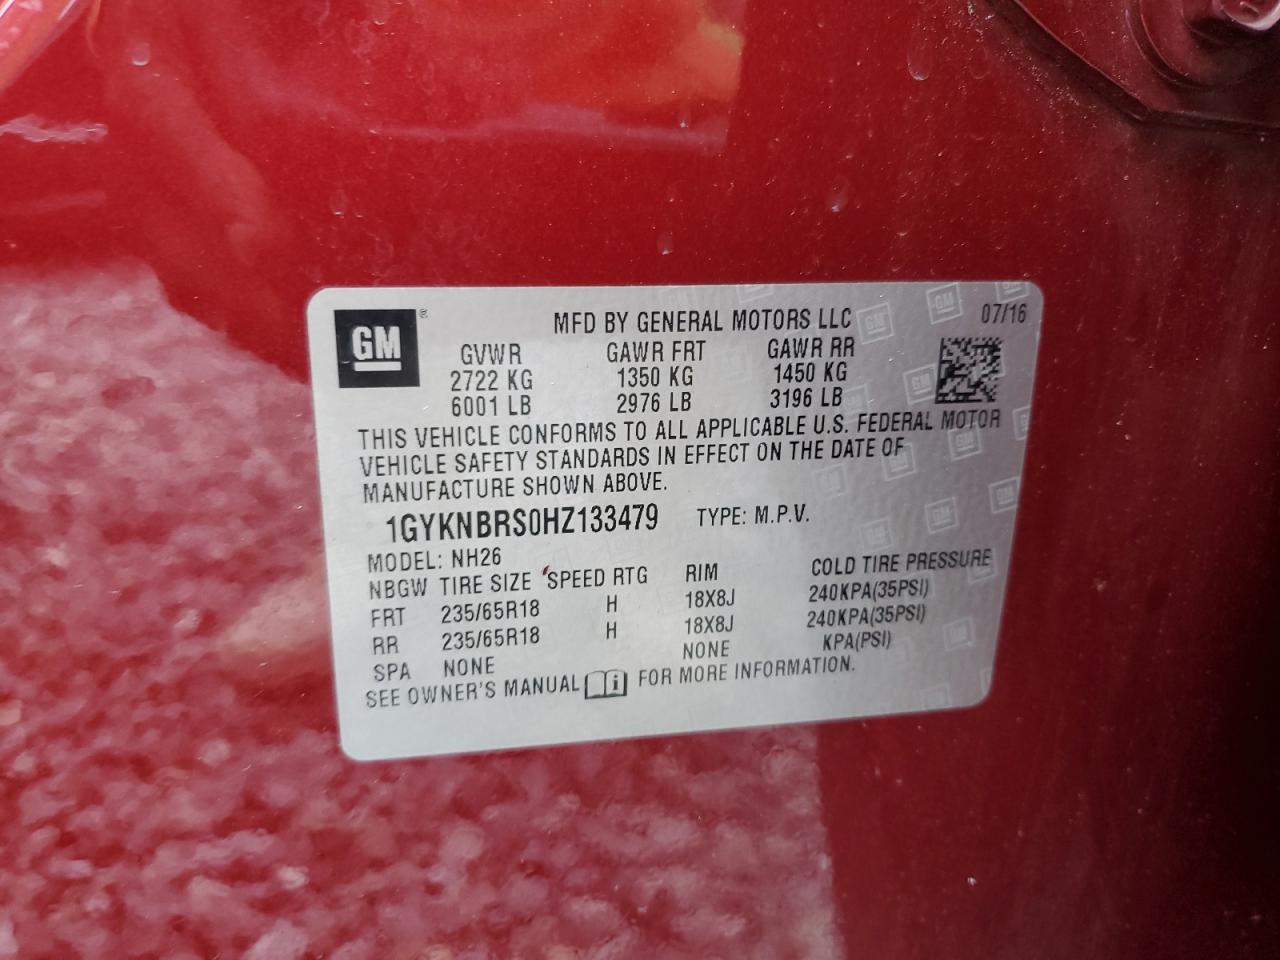 GM ®
MFD BY GENERAL MOTORS LLC 07/16
GVWR GAWR FRT GAWR RR
2722 KG 1350 KG 1450 KG
6001 LB 2976 LB 3196 LB
THIS VEHICLE CONFORMS TO ALL APPLICABLE U.S. FEDERAL MOTOR
VEHICLE SAFETY STANDARDS IN EFFECT ON THE DATE OF
MANUFACTURE SHOWN ABOVE.
1GYKNBRS0HZ133479 TYPE: M.P.V.
MODEL: NH26
NBGW TIRE SIZE SPEED RTG RIM COLD TIRE PRESSURE
FRT 235/65R18 H 18X8J 240KPA(35PSI)
RR 235/65R18 H 18X8J 240KPA(35PSI)
SPA NONE NONE KPA(PSI)
SEE OWNER'S MANUAL FOR MORE INFORMATION.